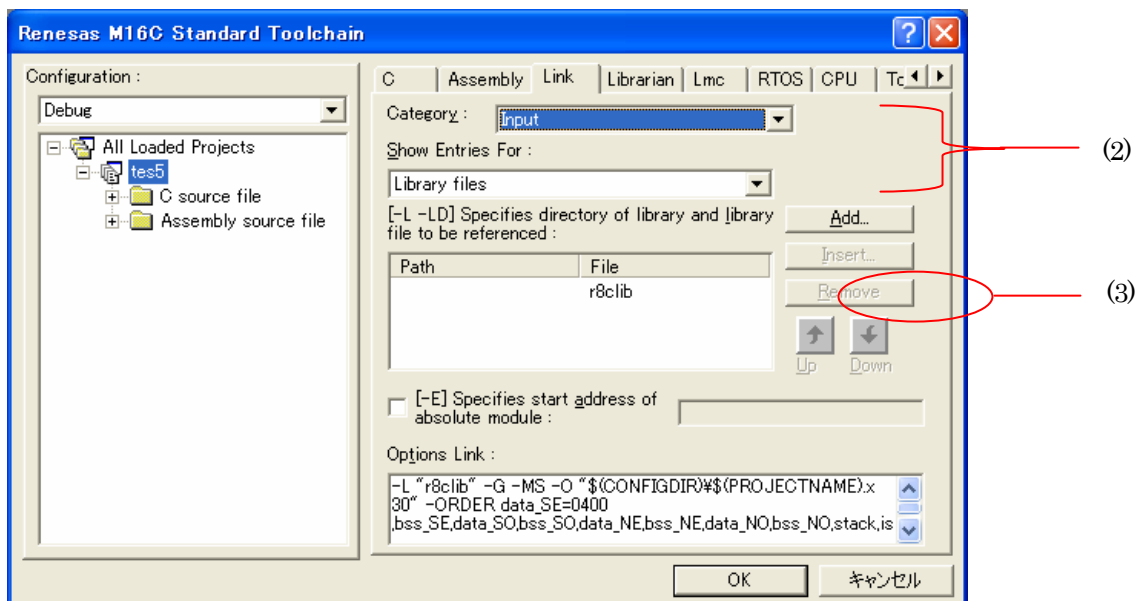 Renesas M16C Standard Toolchain
Configuration :
Debug
All Loaded Projects
tes5
C source file
Assembly source file
C
Assembly
Link
Librarian
Lmc
RTOS
CPU
Category :
Input
Show Entries For :
Library files
[-L -LD] Specifies directory of library and library
file to be referenced :
Path
File
r8clib
Add...
Insert...
Remove
Up
Down
[-E] Specifies start address of
absolute module :
Options Link :
-L "r8clib" -G -MS -O "$(CONFIGDIR)¥$(PROJECTNAME).x
30" -ORDER data_SE=0400
,bss_SE,data_SO,bss_SO,data_NE,bss_NE,data_NO,bss_NO,stack,is
OK
キャンセル
(2)
(3)